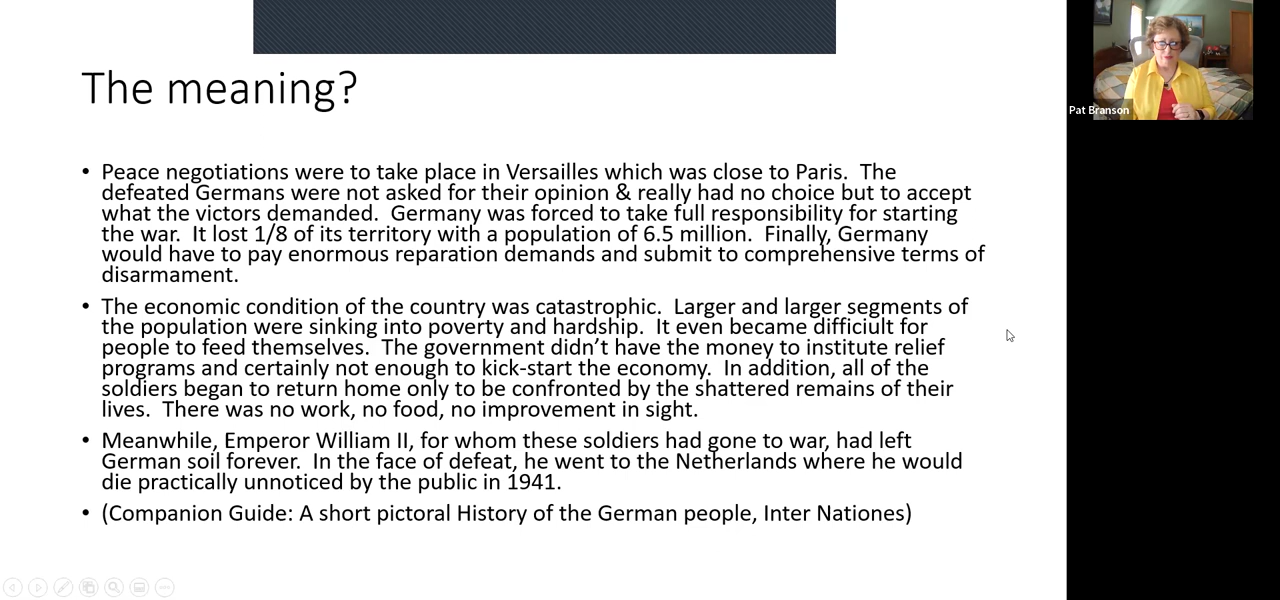 The meaning?
• Peace negotiations were to take place in Versailles which was close to Paris.  The
defeated Germans were not asked for their opinion & really had no choice but to accept
what the victors demanded.  Germany was forced to take full responsibility for starting
the war.  It lost 1/8 of its territory with a population of 6.5 million.  Finally, Germany
would have to pay enormous reparation demands and submit to comprehensive terms of
disarmament.
• The economic condition of the country was catastrophic.  Larger and larger segments of
the population were sinking into poverty and hardship.  It even became difficiult for
people to feed themselves.  The government didn’t have the money to institute relief
programs and certainly not enough to kick-start the economy.  In addition, all of the
soldiers began to return home only to be confronted by the shattered remains of their
lives.  There was no work, no food, no improvement in sight.
• Meanwhile, Emperor William II, for whom these soldiers had gone to war, had left
German soil forever.  In the face of defeat, he went to the Netherlands where he would
die practically unnoticed by the public in 1941.
• (Companion Guide: A short pictoral History of the German people, Inter Nationes)
Pat Branson